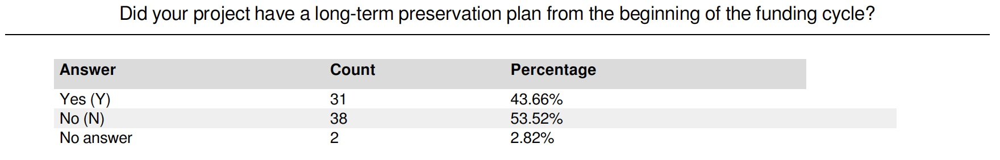 Did your project have a long-term preservation plan from the beginning of the funding cycle?
Answer Count Percentage
Yes (Y) 31 43.66%
No (N) 38 53.52%
No answer 2 2.82%